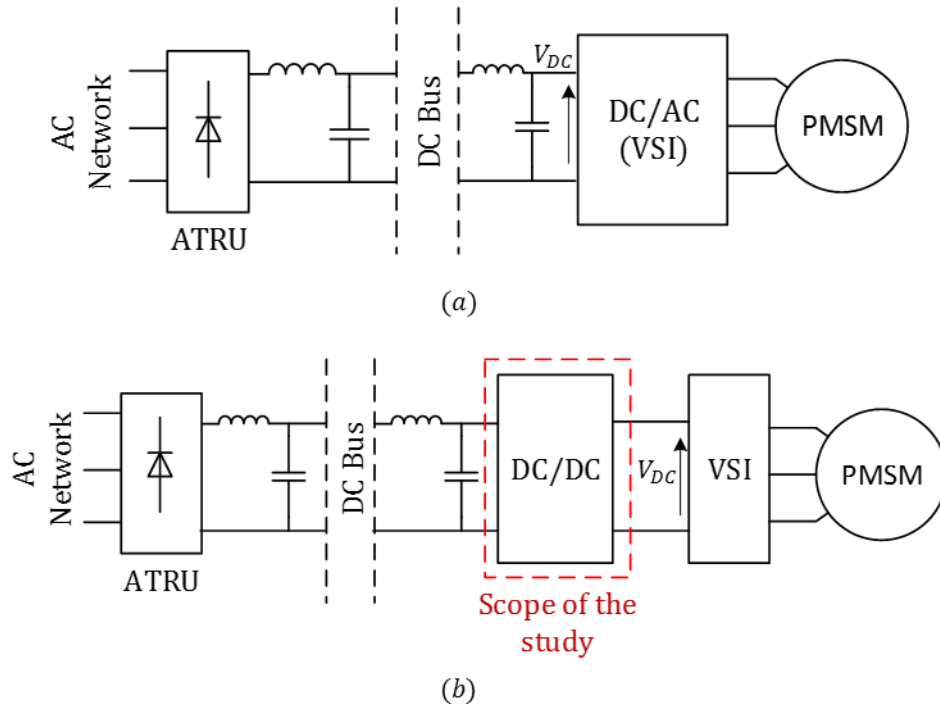 AC
Network
ATRU
DC Bus
V_DC
DC/AC
(VSI)
PMSM
(a)
AC
Network
ATRU
DC Bus
DC/DC
V_DC
VSI
PMSM
Scope of the
study
(b)